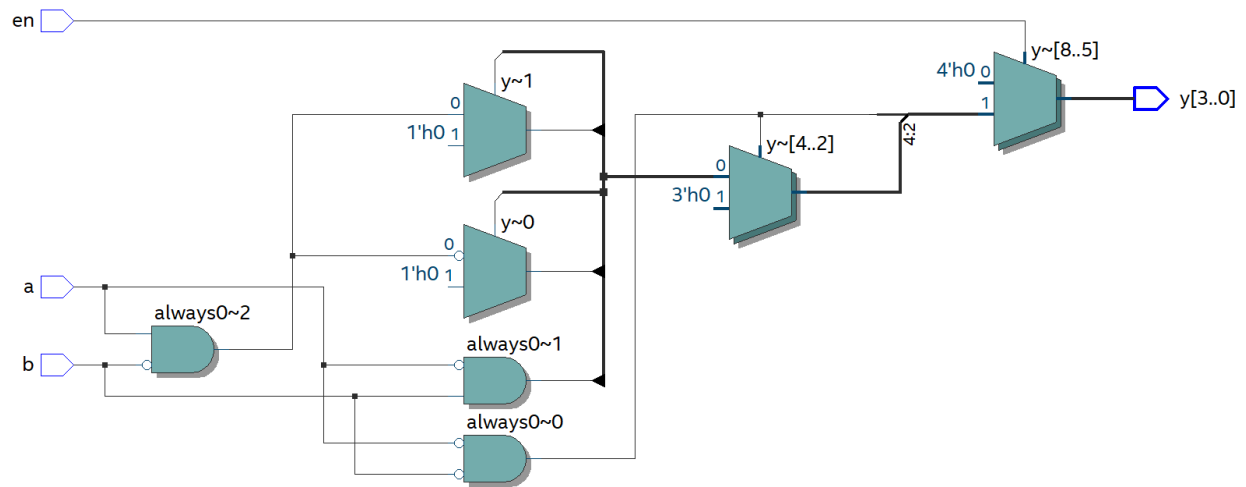 en
y~1
0
1'h0 1
y~0
0
1'h0 1
a
b
always0~2
always0~1
always0~0
y~[4..2]
0
3'h0 1
4:2
y~[8..5]
4'h0 0
1
y[3..0]